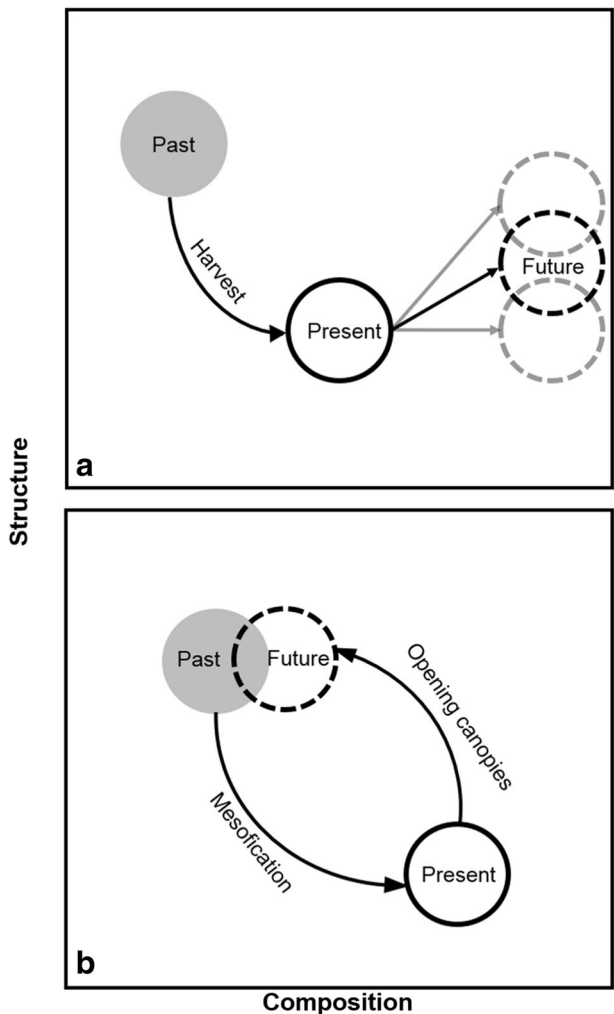 Past
Harvest
Present
Future
a
Structure
Past
Future
Opening canopies
Mesofication
Present
b
Composition